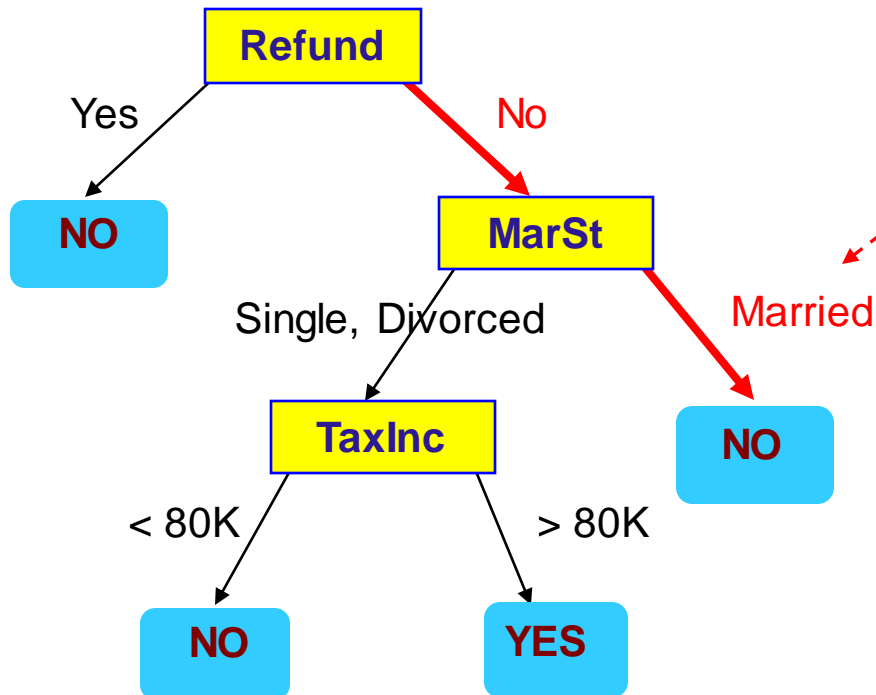 Refund
Yes
No
NO
MarSt
Single, Divorced
Married
TaxInc
NO
< 80K
> 80K
NO
YES